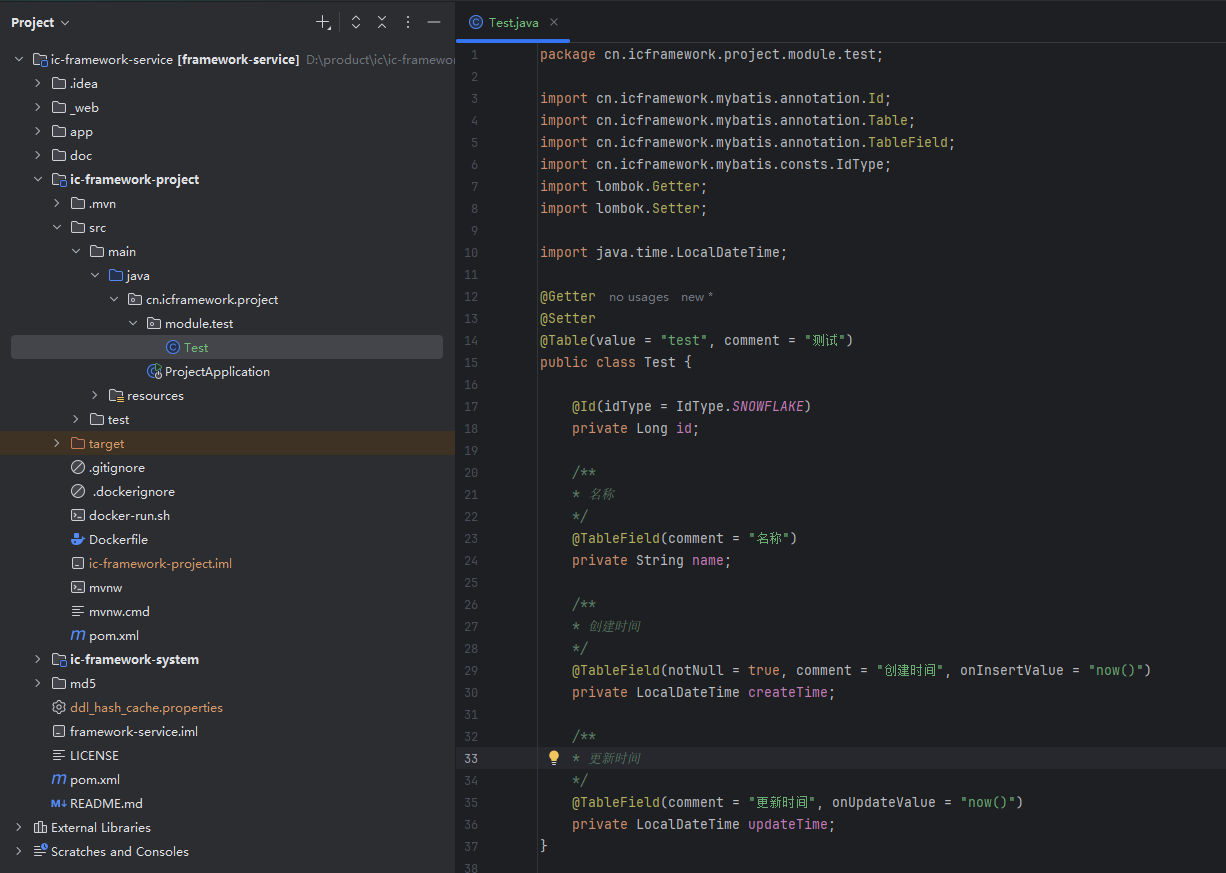 Project
ic-framework-service [framework-service] D:\product\ic\ic-framewo
.idea
_web
app
doc
ic-framework-project
.mvn
src
main
java
cn.icframework.project
module.test
Test
ProjectApplication
resources
test
target
.gitignore
.dockerignore
docker-run.sh
Dockerfile
ic-framework-project.iml
mvnw
mvnw.cmd
pom.xml
ic-framework-system
md5
ddl_hash_cache.properties
framework-service.iml
LICENSE
pom.xml
README.md
External Libraries
Scratches and Consoles
Test.java
1 package cn.icframework.project.module.test;
2
3 import cn.icframework.mybatis.annotation.Id;
4 import cn.icframework.mybatis.annotation.Table;
5 import cn.icframework.mybatis.annotation.TableField;
6 import cn.icframework.mybatis.consts.IdType;
7 import lombok.Getter;
8 import lombok.Setter;
9
10 import java.time.LocalDateTime;
11
12 @Getter no usages new *
13 @Setter
14 @Table(value = "test", comment = "测试")
15 public class Test {
16
17 @Id(idType = IdType.SNOWFLAKE)
18 private Long id;
19
20 /**
21 * 名称
22 */
23 @TableField(comment = "名称")
24 private String name;
25
26 /**
27 * 创建时间
28 */
29 @TableField(notNull = true, comment = "创建时间", onInsertValue = "now()")
30 private LocalDateTime createTime;
31
32 /**
33 * 更新时间
34 */
35 @TableField(comment = "更新时间", onUpdateValue = "now()")
36 private LocalDateTime updateTime;
37 }
38